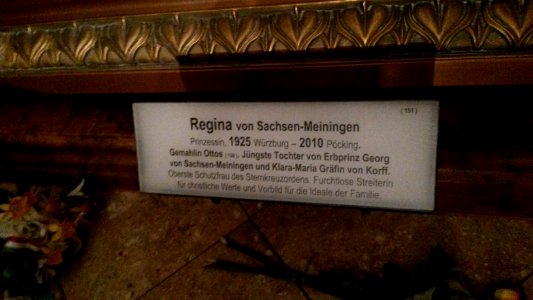 (151)
Regina von Sachsen-Meiningen
Prinzessin, 1925 Würzburg – 2010 Pöcking,
Gemahlin Ottos (150). Jüngste Tochter von Erbprinz Georg
von Sachsen-Meiningen und Klara-Maria Gräfin von Korff.
Oberste Schutzfrau des Sternkreuzordens. Furchtlose Streiterin
für christliche Werte und Vorbild für die Ideale der Familie.